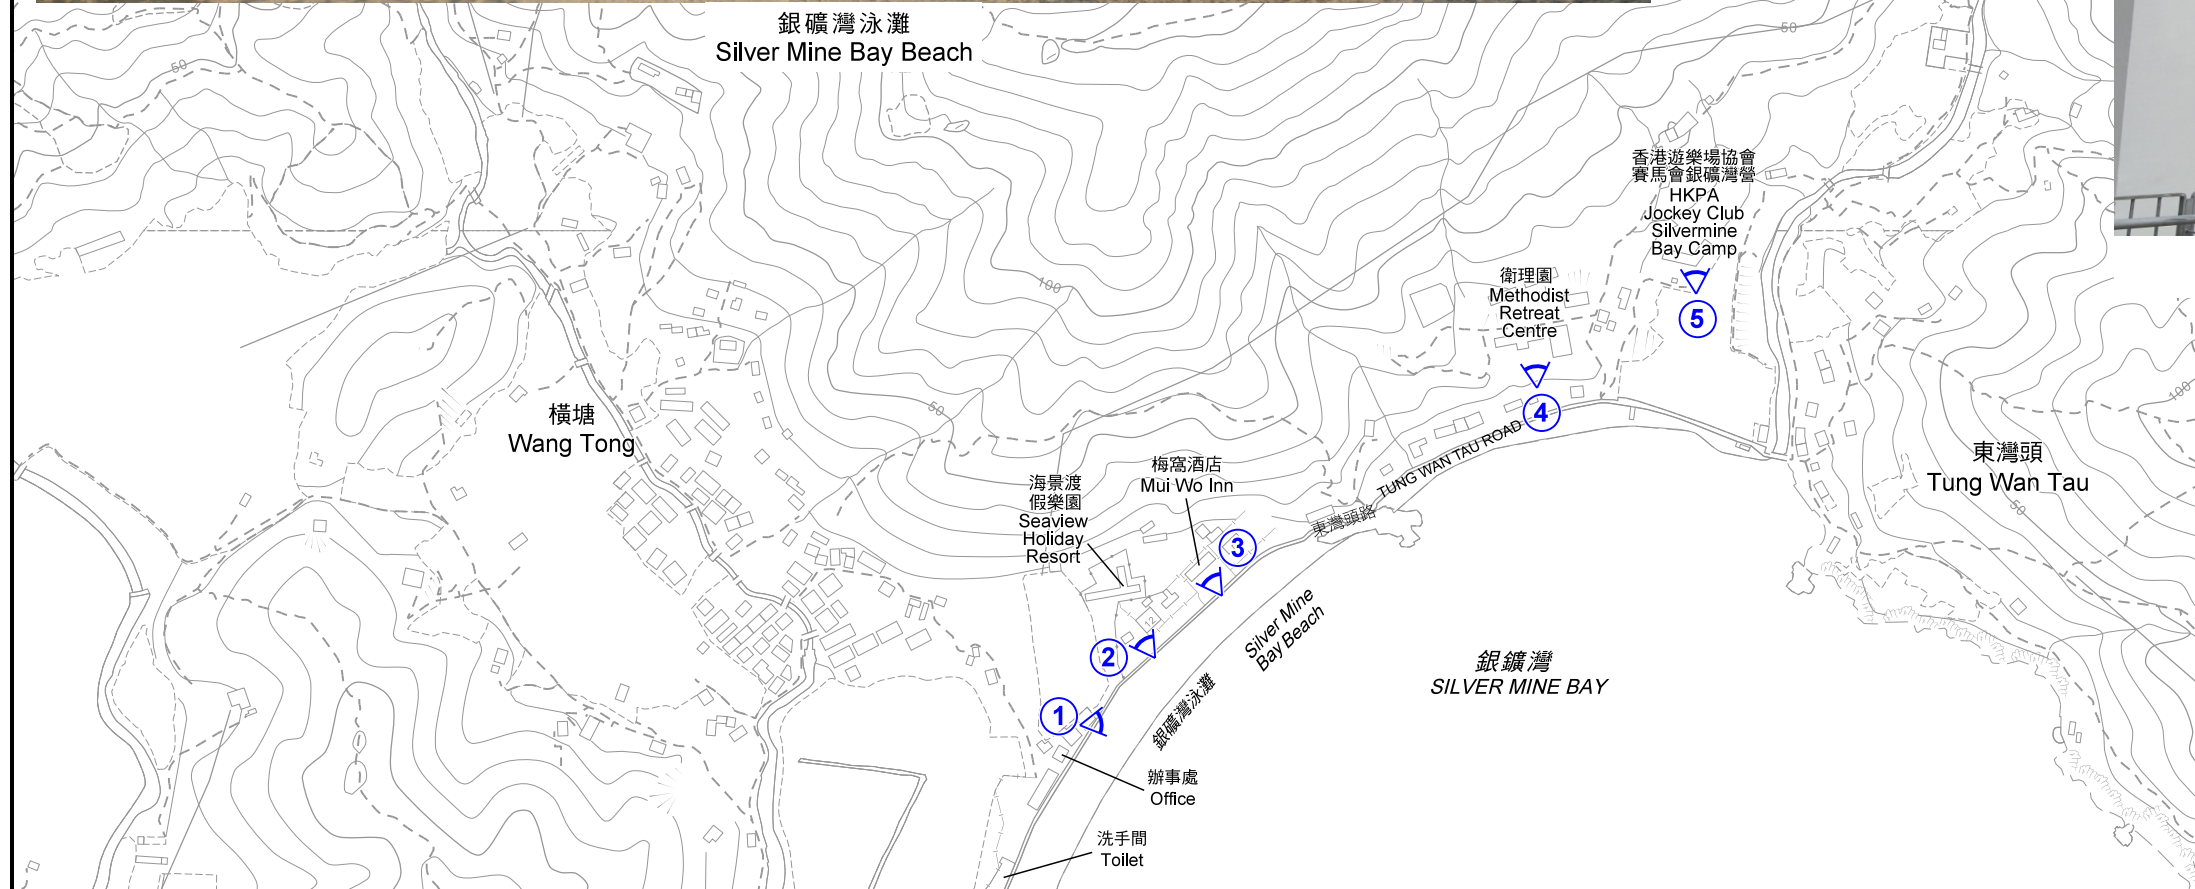 銀礦灣泳灘
Silver Mine Bay Beach
50
50
香港遊樂場協會
賽馬會銀礦灣營
HKPA
Jockey Club
Silvermine
Bay Camp
5
100
衛理園
Methodist
Retreat
Centre
4
TUNG WAN TAU ROAD
東灣頭路
橫塘
Wang Tong
50
梅窩酒店
Mui Wo Inn
海景渡
假樂園
Seaview
Holiday
Resort
3
12
2
1
Silver Mine
Bay Beach
銀礦灣泳灘
銀鑛灣
SILVER MINE BAY
東灣頭
Tung Wan Tau
100
50
辦事處
Office
洗手間
Toilet